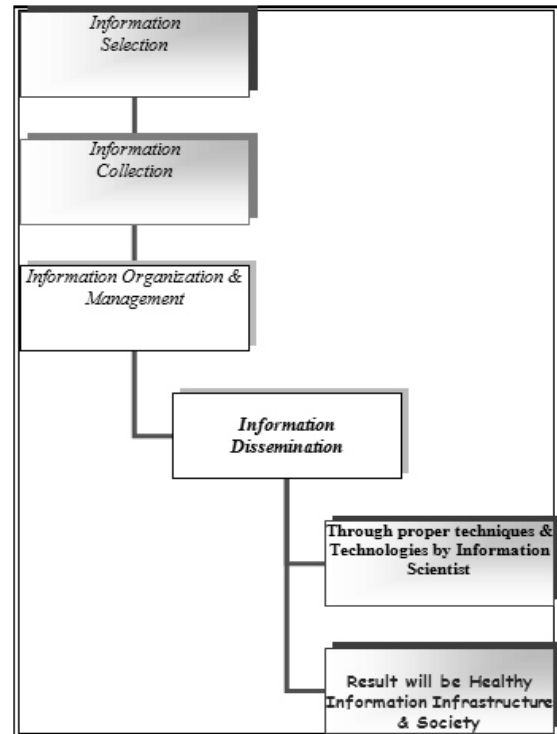 Information
Selection
Information
Collection
Information Organization &
Management
Information
Dissemination
Through proper techniques &
Technologies by Information
Scientist
Result will be Healthy
Information Infrastructure
& Society